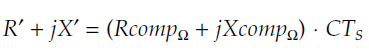 R′ + jX′ = (Rcomp_Ω + jXcomp_Ω) · CT_S